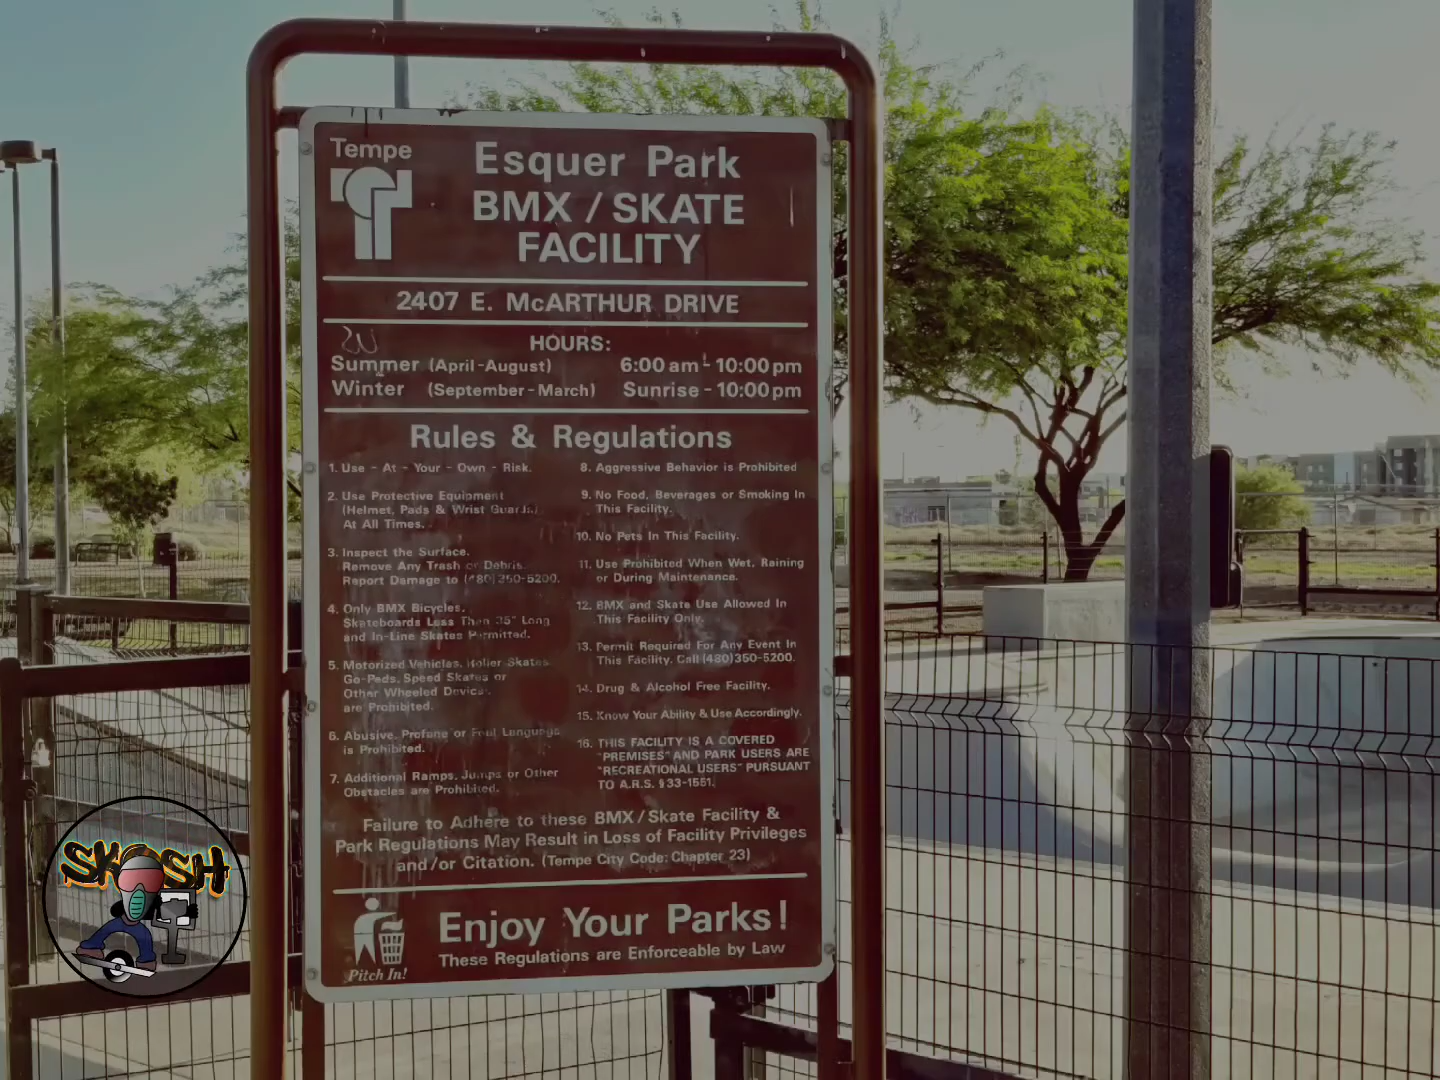 Tempe
Esquer Park
BMX / SKATE
FACILITY
2407 E. McARTHUR DRIVE
HOURS:
Summer (April - August) 6:00 am - 10:00 pm
Winter (September - March) Sunrise - 10:00 pm
Rules & Regulations
1. Use - At - Your - Own - Risk.
2. Use Protective Equipment
(Helmet, Pads & Wrist Guards)
At All Times.
3. Inspect the Surface.
Remove Any Trash or Debris.
Report Damage to (480) 350-5200.
4. Only BMX Bicycles,
Skateboards Less Then 35" Long
and In-Line Skates Permitted.
5. Motorized Vehicles, Roller Skates
Go-Peds, Speed Skates or
Other Wheeled Devices
are Prohibited.
6. Abusive, Profane or Foul Language
is Prohibited.
7. Additional Ramps, Jumps or Other
Obstacles are Prohibited.
8. Aggressive Behavior is Prohibited
9. No Food, Beverages or Smoking In
This Facility.
10. No Pets In This Facility.
11. Use Prohibited When Wet, Raining
or During Maintenance.
12. BMX and Skate Use Allowed In
This Facility Only.
13. Permit Required For Any Event In
This Facility. Call (480) 350-5200.
14. Drug & Alcohol Free Facility.
15. Know Your Ability & Use Accordingly.
16. THIS FACILITY IS A COVERED
"PREMISES" AND PARK USERS ARE
"RECREATIONAL USERS" PURSUANT
TO A.R.S. §33-1551.
Failure to Adhere to these BMX / Skate Facility &
Park Regulations May Result in Loss of Facility Privileges
and/or Citation. (Tempe City Code: Chapter 23)
Pitch In!
Enjoy Your Parks!
These Regulations are Enforceable by Law
SKOSH